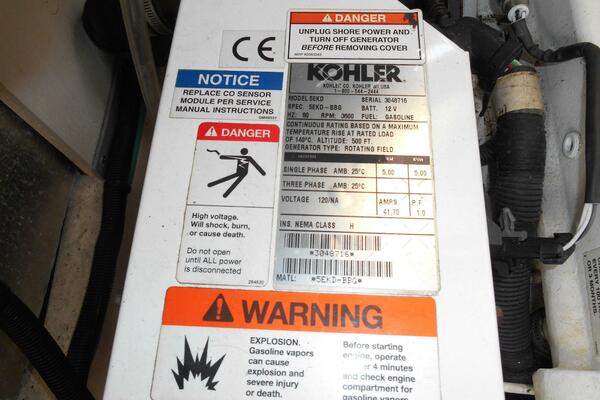 DANGER
UNPLUG SHORE POWER AND
TURN OFF GENERATOR
BEFORE REMOVING COVER
CE
NOTICE
REPLACE CO SENSOR
MODULE PER SERVICE
MANUAL INSTRUCTIONS
DANGER
High voltage.
Will shock, burn,
or cause death.
Do not open
until ALL power
is disconnected
KOHLER
KOHLER CO. KOHLER WI.USA
1-800-544-2444
MODEL 5EKD SERIAL 3048716
SPEC. 5EKD-BBG BATT. 12 V
HZ: 60 RPM: 3600 FUEL: GASOLINE
CONTINUOUS RATING BASED ON A MAXIMUM
TEMPERATURE RISE AT RATED LOAD
OF 140°C. ALTITUDE: 500 FT.
GENERATOR TYPE: ROTATING FIELD
SINGLE PHASE AMB: 25°C 5.00 5.00
THREE PHASE AMB: 25°C
VOLTAGE 120/NA AMPS P.F.
41.70 1.0
INS. NEMA CLASS H
*3048716*
MATL: *5EKD-BBG*
WARNING
EXPLOSION.
Gasoline vapors
can cause
explosion and
severe injury
or death.
Before starting
engine, operate
4 minutes
and check engine
compartment for
gasoline vapors